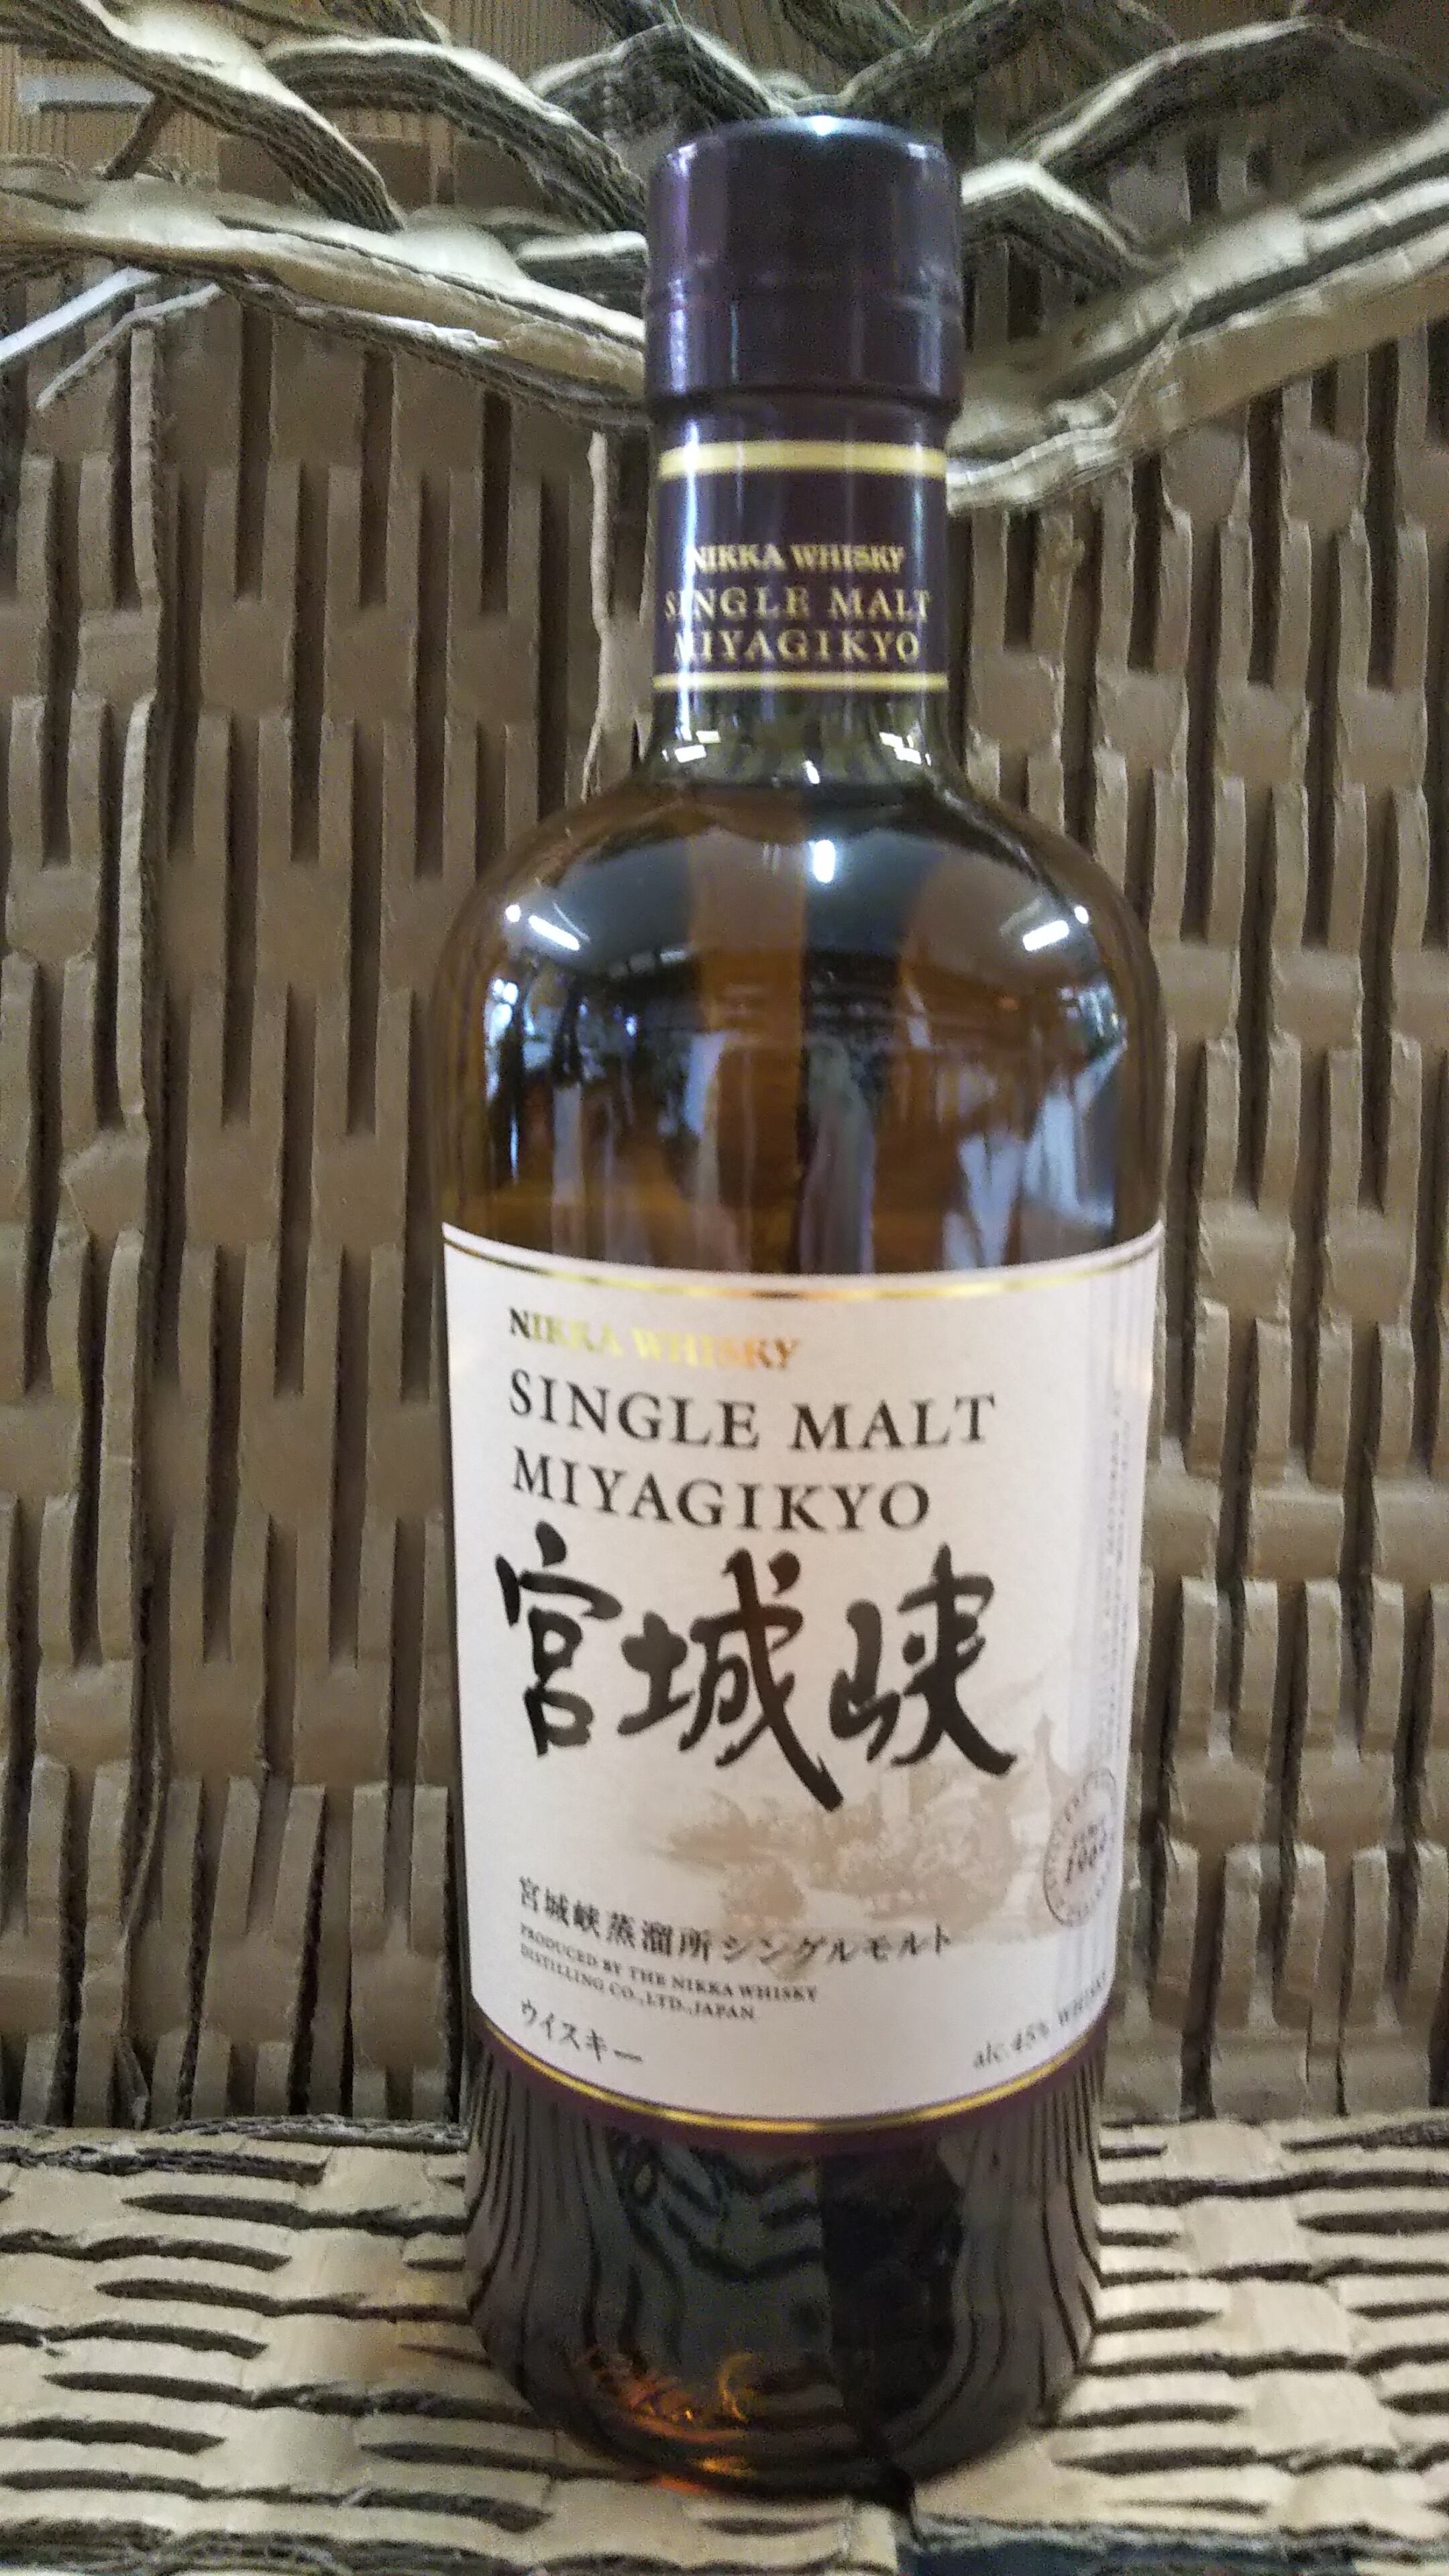 NIKKA WHISKY
SINGLE MALT
MIYAGIKYO
NIKKA WHISKY
SINGLE MALT
MIYAGIKYO
宮城峡
宮城峡蒸溜所シングルモルト
PRODUCED BY THE NIKKA WHISKY
DISTILLING CO.,LTD.,JAPAN
ウイスキー
alc.45% WHISKY